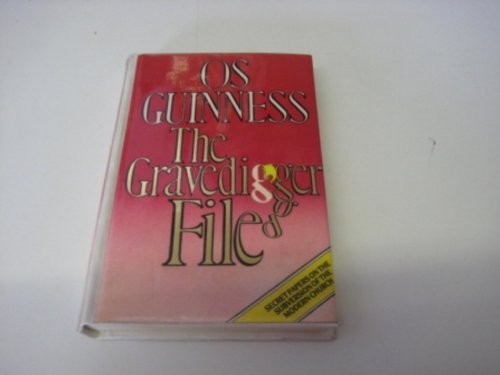 OS
GUINNESS
The
Gravedigger
File
SECRET PAPERS ON THE
SUBVERSION OF THE
MODERN CHURCH